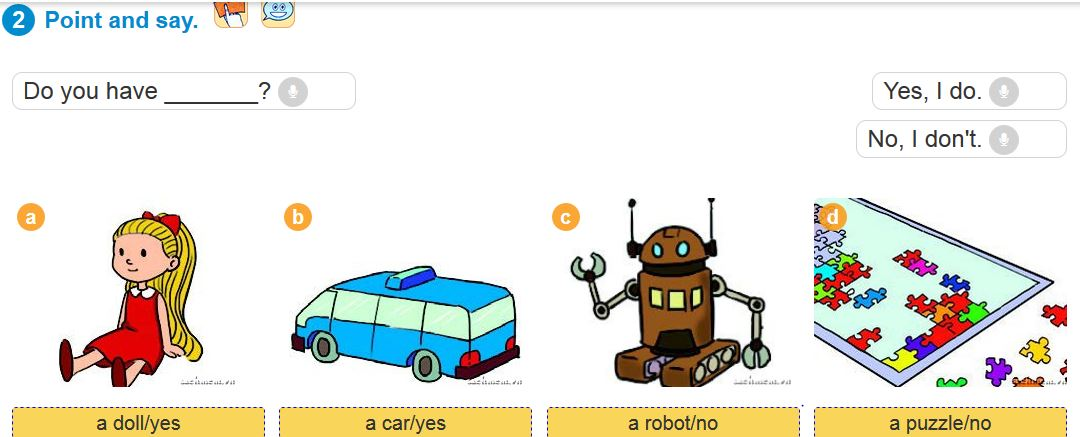 2 Point and say.
Do you have _______?
Yes, I do.
No, I don't.
a
b
c
d
a doll/yes
a car/yes
a robot/no
a puzzle/no